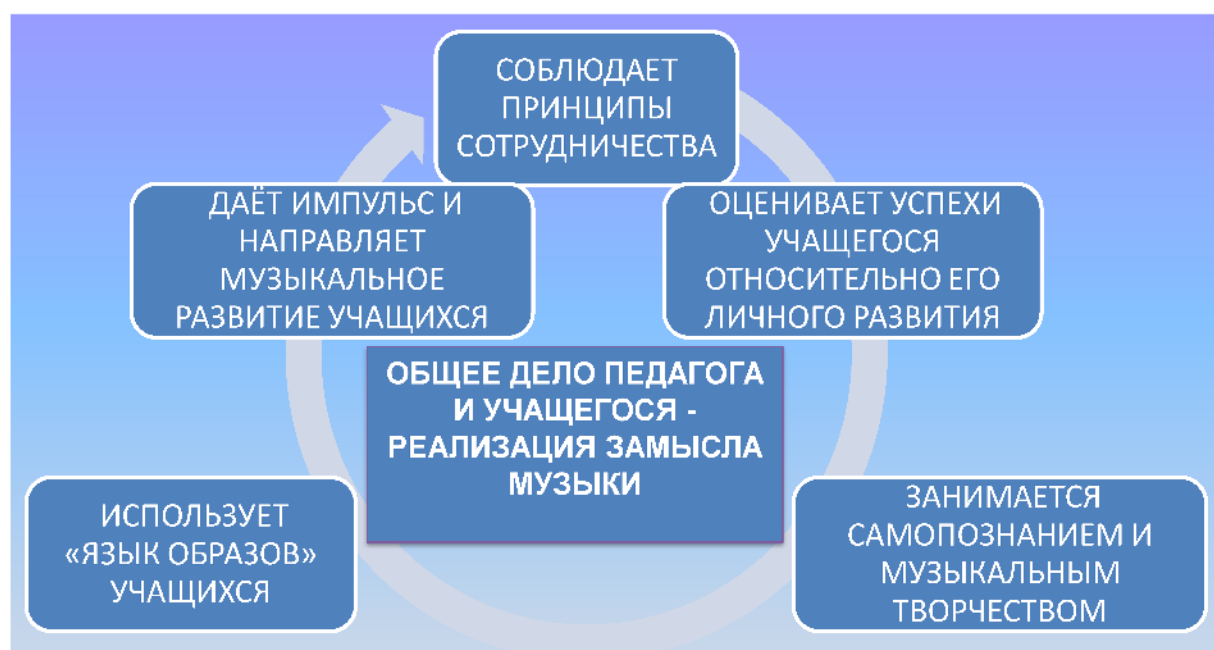 СОБЛЮДАЕТ
ПРИНЦИПЫ
СОТРУДНИЧЕСТВА
ДАЁТ ИМПУЛЬС И
НАПРАВЛЯЕТ
МУЗЫКАЛЬНОЕ
РАЗВИТИЕ УЧАЩИХСЯ
ОЦЕНИВАЕТ УСПЕХИ
УЧАЩЕГОСЯ
ОТНОСИТЕЛЬНО ЕГО
ЛИЧНОГО РАЗВИТИЯ
ОБЩЕЕ ДЕЛО ПЕДАГОГА
И УЧАЩЕГОСЯ -
РЕАЛИЗАЦИЯ ЗАМЫСЛА
МУЗЫКИ
ИСПОЛЬЗУЕТ
«ЯЗЫК ОБРАЗОВ»
УЧАЩИХСЯ
ЗАНИМАЕТСЯ
САМОПОЗНАНИЕМ И
МУЗЫКАЛЬНЫМ
ТВОРЧЕСТВОМ